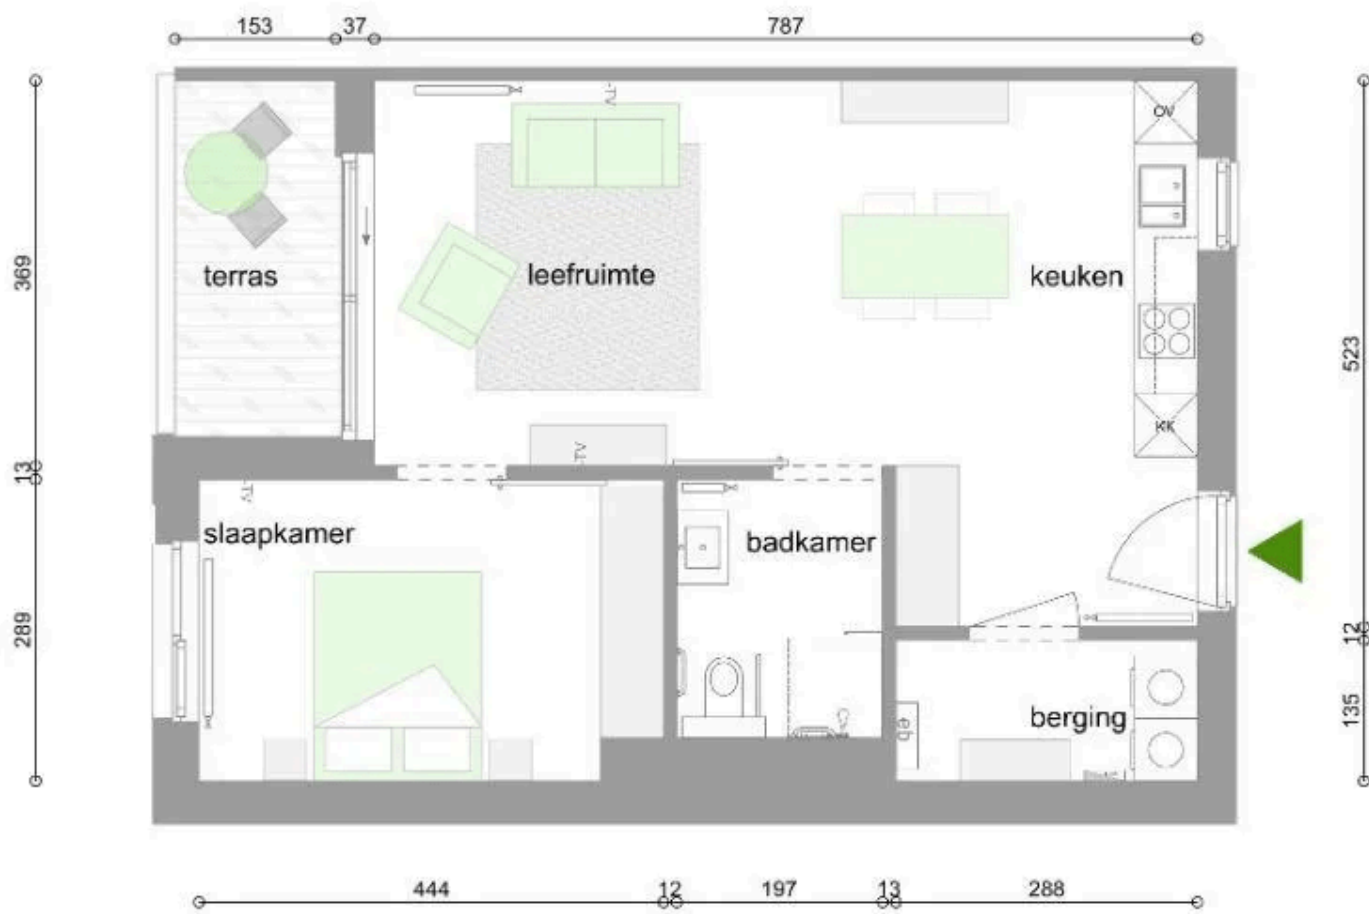 153 37 787
TV
OV
369
terras
leefruimte
keuken
523
KK
13
TV
TV
slaapkamer
badkamer
289
12
berging
135
eb
444 12 197 13 288